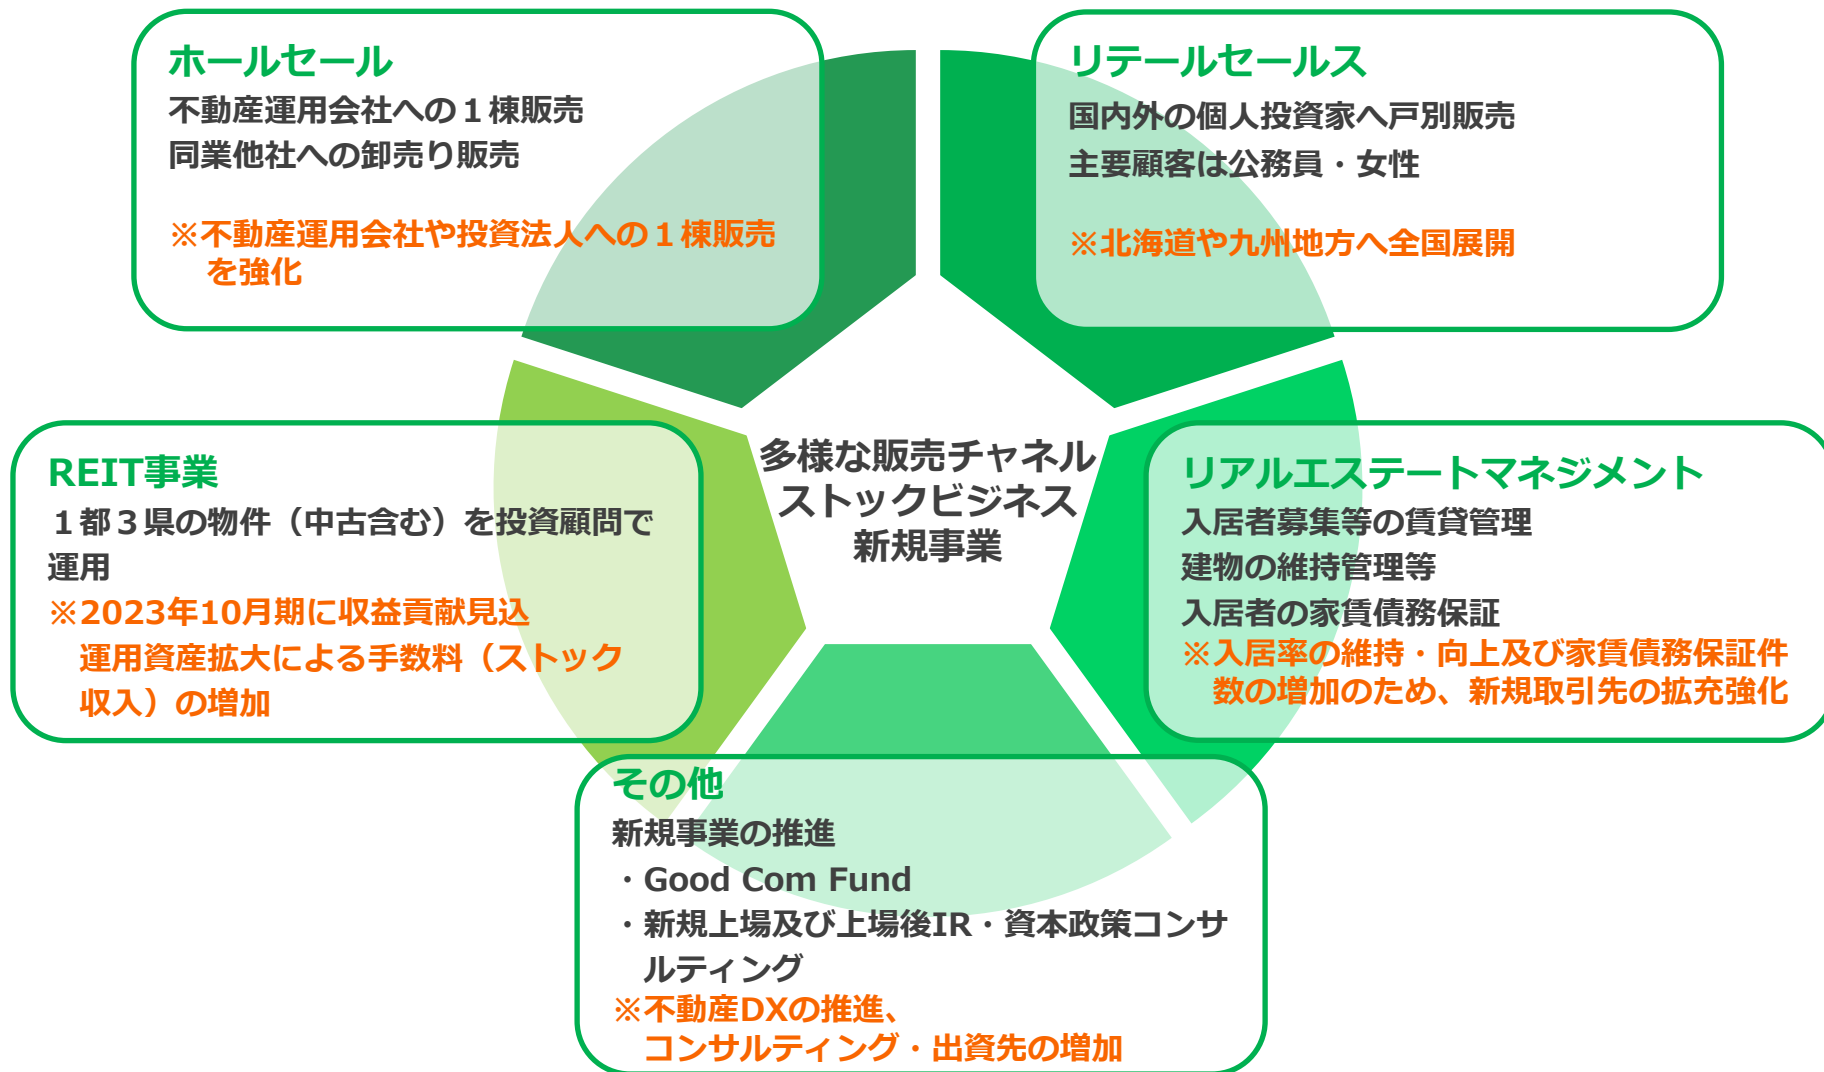 ホールセール
不動産運用会社への１棟販売
同業他社への卸売り販売
※不動産運用会社や投資法人への１棟販売
を強化
リテールセールス
国内外の個人投資家へ戸別販売
主要顧客は公務員・女性
※北海道や九州地方へ全国展開
REIT事業
１都３県の物件（中古含む）を投資顧問で
運用
※2023年10月期に収益貢献見込
運用資産拡大による手数料（ストック
収入）の増加
多様な販売チャネル
ストックビジネス
新規事業
リアルエステートマネジメント
入居者募集等の賃貸管理
建物の維持管理等
入居者の家賃債務保証
※入居率の維持・向上及び家賃債務保証件
数の増加のため、新規取引先の拡充強化
その他
新規事業の推進
・Good Com Fund
・新規上場及び上場後IR・資本政策コンサ
ルティング
※不動産DXの推進、
コンサルティング・出資先の増加